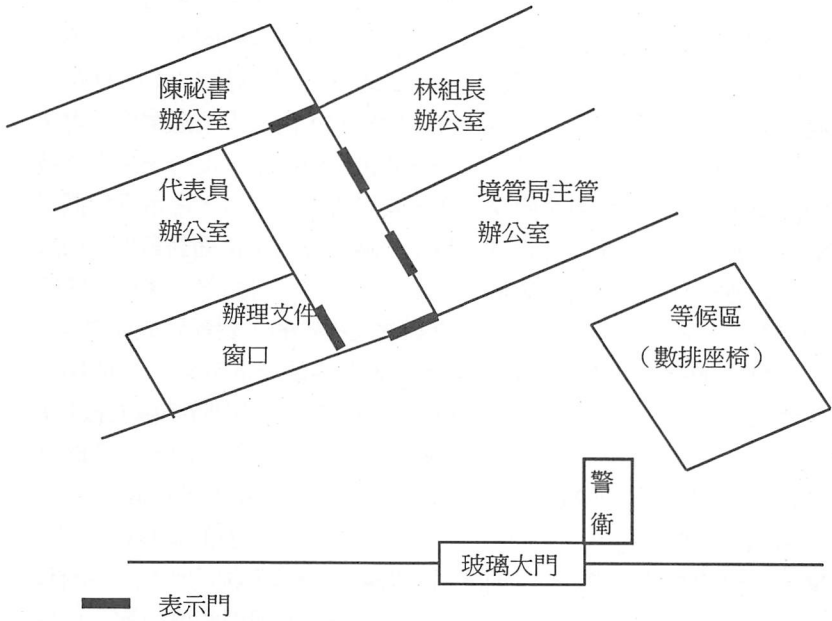 陳祕書
辦公室
林組長
辦公室
代表員
辦公室
境管局主管
辦公室
辦理文件
窗口
等候區
（數排座椅）
警
衛
玻璃大門
表示門